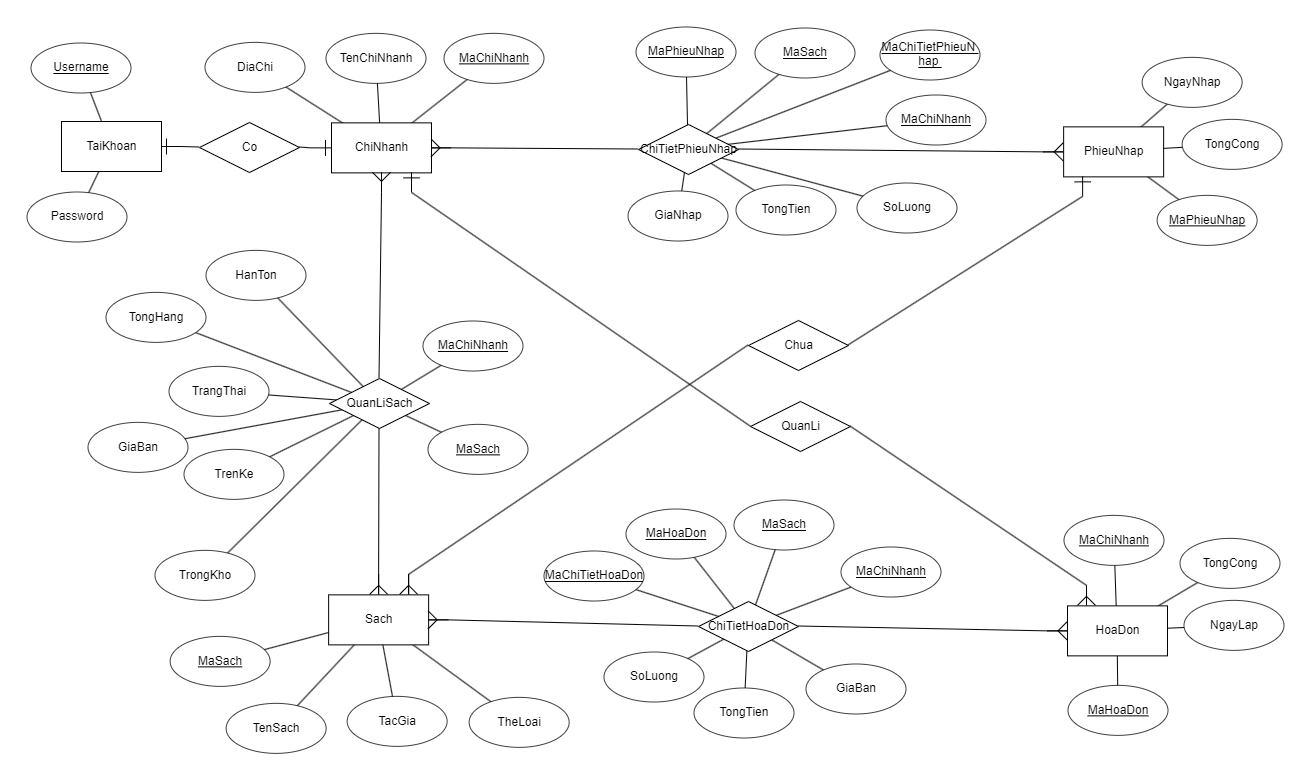 Username
DiaChi
TenChiNhanh
MaChiNhanh
MaPhieuNhap
MaSach
MaChiTietPhieuN
hap
NgayNhap
TaiKhoan
Co
ChiNhanh
ChiTietPhieuNhap
MaChiNhanh
PhieuNhap
TongCong
Password
GiaNhap
TongTien
SoLuong
MaPhieuNhap
HanTon
TongHang
MaChiNhanh
Chua
TrangThai
QuanLiSach
QuanLi
GiaBan
TrenKe
MaSach
TrongKho
MaChiTietHoaDon
MaHoaDon
MaSach
MaChiNhanh
MaChiNhanh
TongCong
Sach
ChiTietHoaDon
HoaDon
NgayLap
MaSach
SoLuong
TongTien
GiaBan
MaHoaDon
TenSach
TacGia
TheLoai